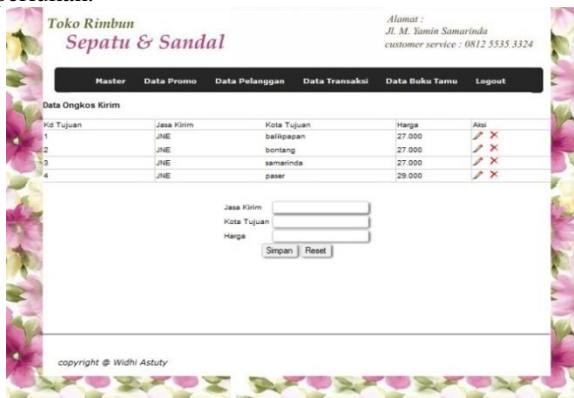 Toko Rimbun
Sepatu & Sandal
Alamat :
Jl. M. Yamin Samarinda
customer service : 0812 5535 3324
Master Data Promo Data Pelanggan Data Transaksi Data Buku Tamu Logout
Data Ongkos Kirim
Kd Tujuan Jasa Kirim Kota Tujuan Harga Aksi
1 JNE balikpapan 27.000
2 JNE bontang 27.000
3 JNE samarinda 27.000
4 JNE paser 29.000
Jasa Kirim
Kota Tujuan
Harga
Simpan Reset
copyright @ Widhi Astuty